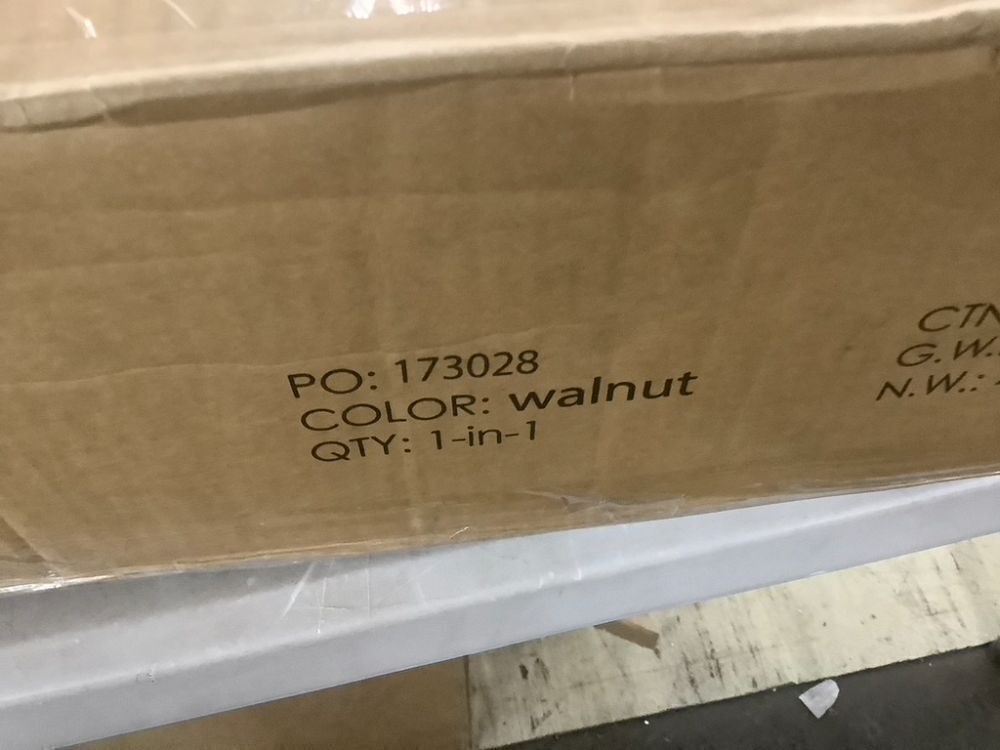 PO: 173028
COLOR: walnut
QTY: 1-in-1
G.W.:
N.W.: